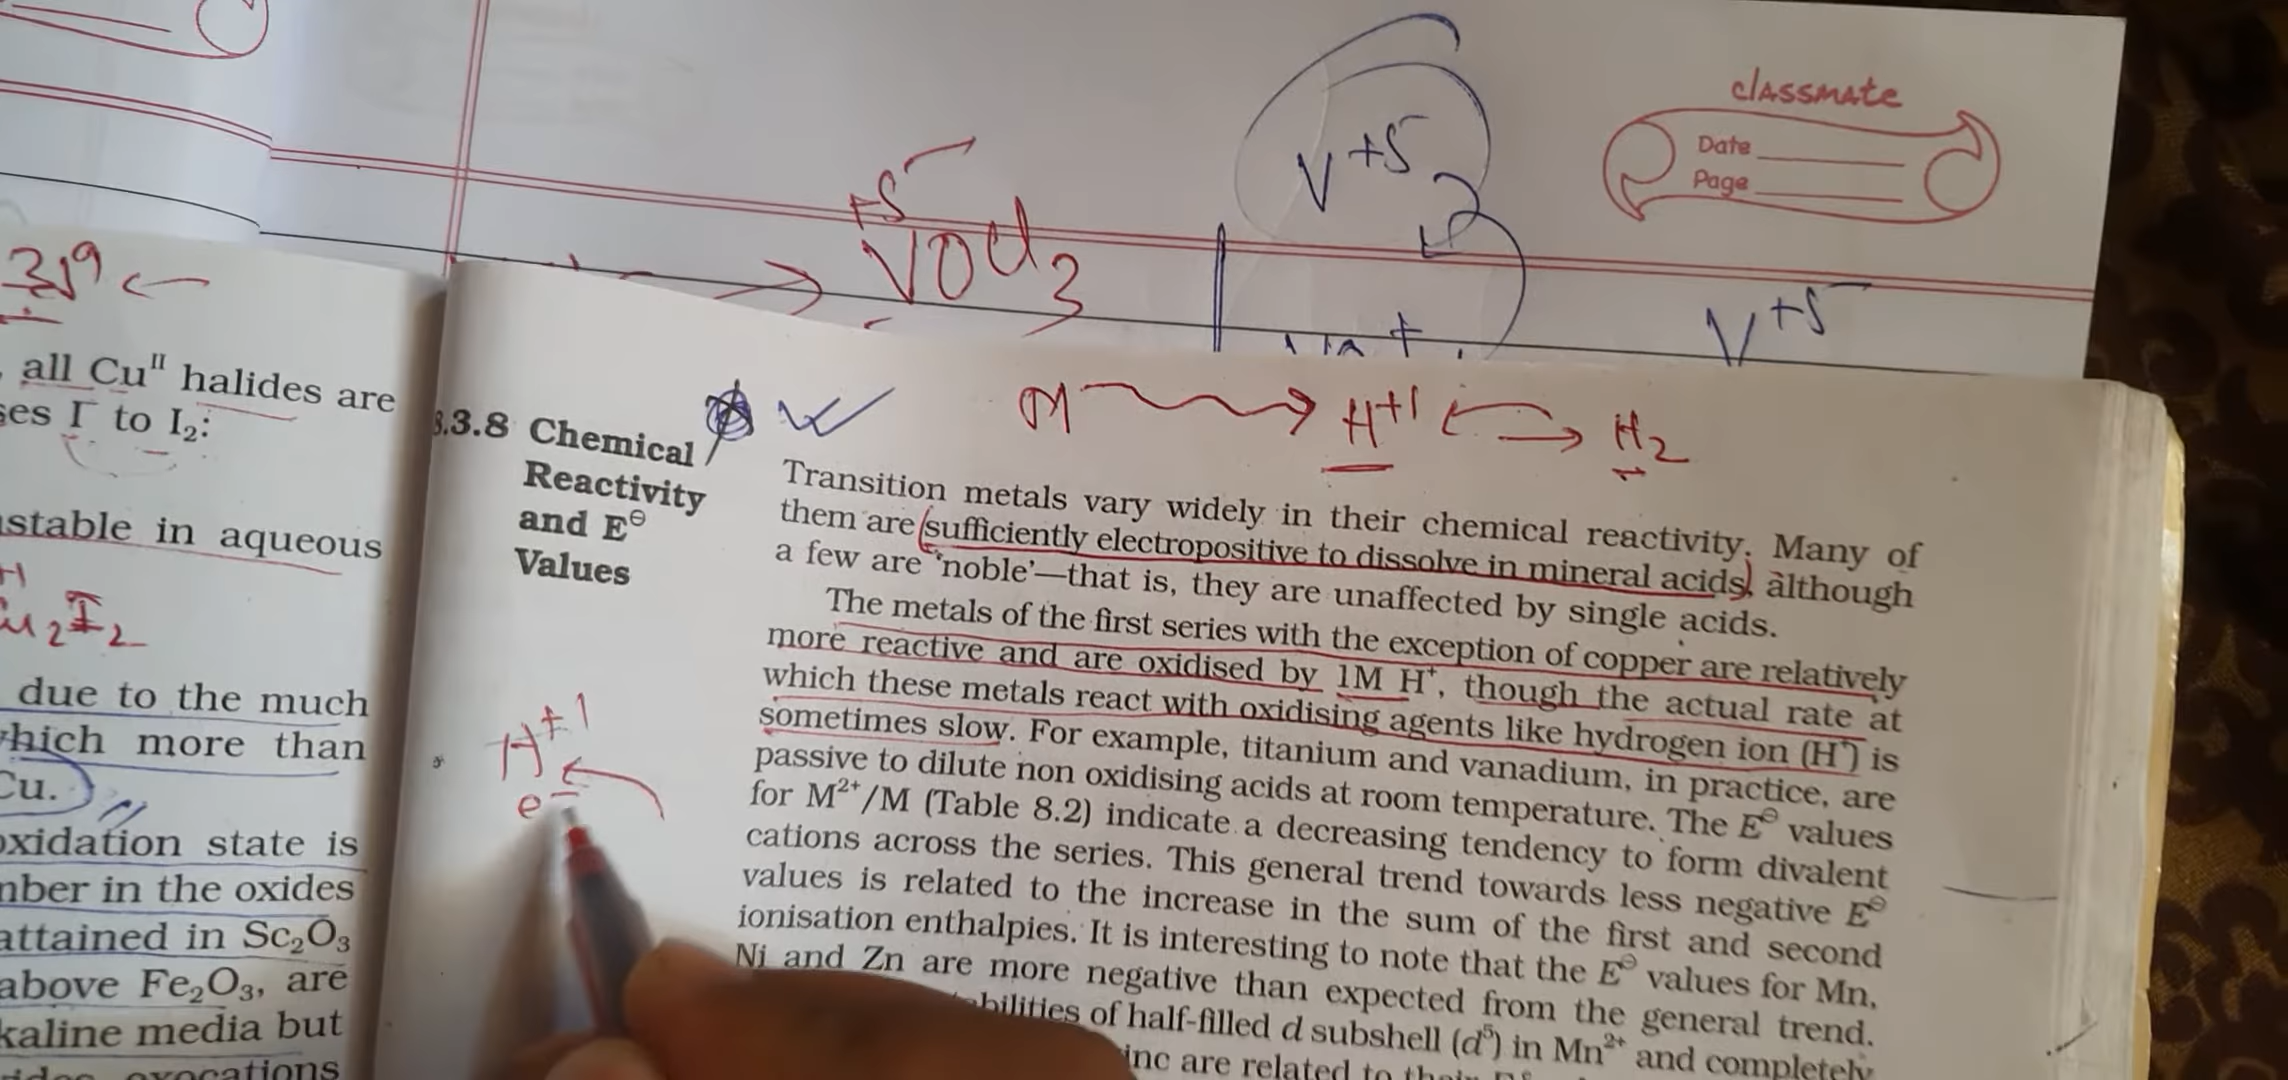 classmate
Date
Page
+5
VOCl3
V+5
V+5
3d9
all CuII halides are
I- to I2:
stable in aqueous
due to the much
which more than
Cu.
oxidation state is
in the oxides
attained in Sc2O3
above Fe2O3, are
kaline media but
M → H+1 H2
8.3.8 Chemical
Reactivity
and E⊖
Values
H+1
e-
Transition metals vary widely in their chemical reactivity. Many of
them are sufficiently electropositive to dissolve in mineral acids, although
a few are 'noble'—that is, they are unaffected by single acids.
The metals of the first series with the exception of copper are relatively
more reactive and are oxidised by 1M H+, though the actual rate at
which these metals react with oxidising agents like hydrogen ion (H+) is
sometimes slow. For example, titanium and vanadium, in practice, are
passive to dilute non oxidising acids at room temperature. The E⊖ values
for M2+/M (Table 8.2) indicate a decreasing tendency to form divalent
cations across the series. This general trend towards less negative E⊖
values is related to the increase in the sum of the first and second
ionisation enthalpies. It is interesting to note that the E⊖ values for Mn,
Ni and Zn are more negative than expected from the general trend.
of half-filled d subshell (d5) in Mn2+ and completely
are related to their